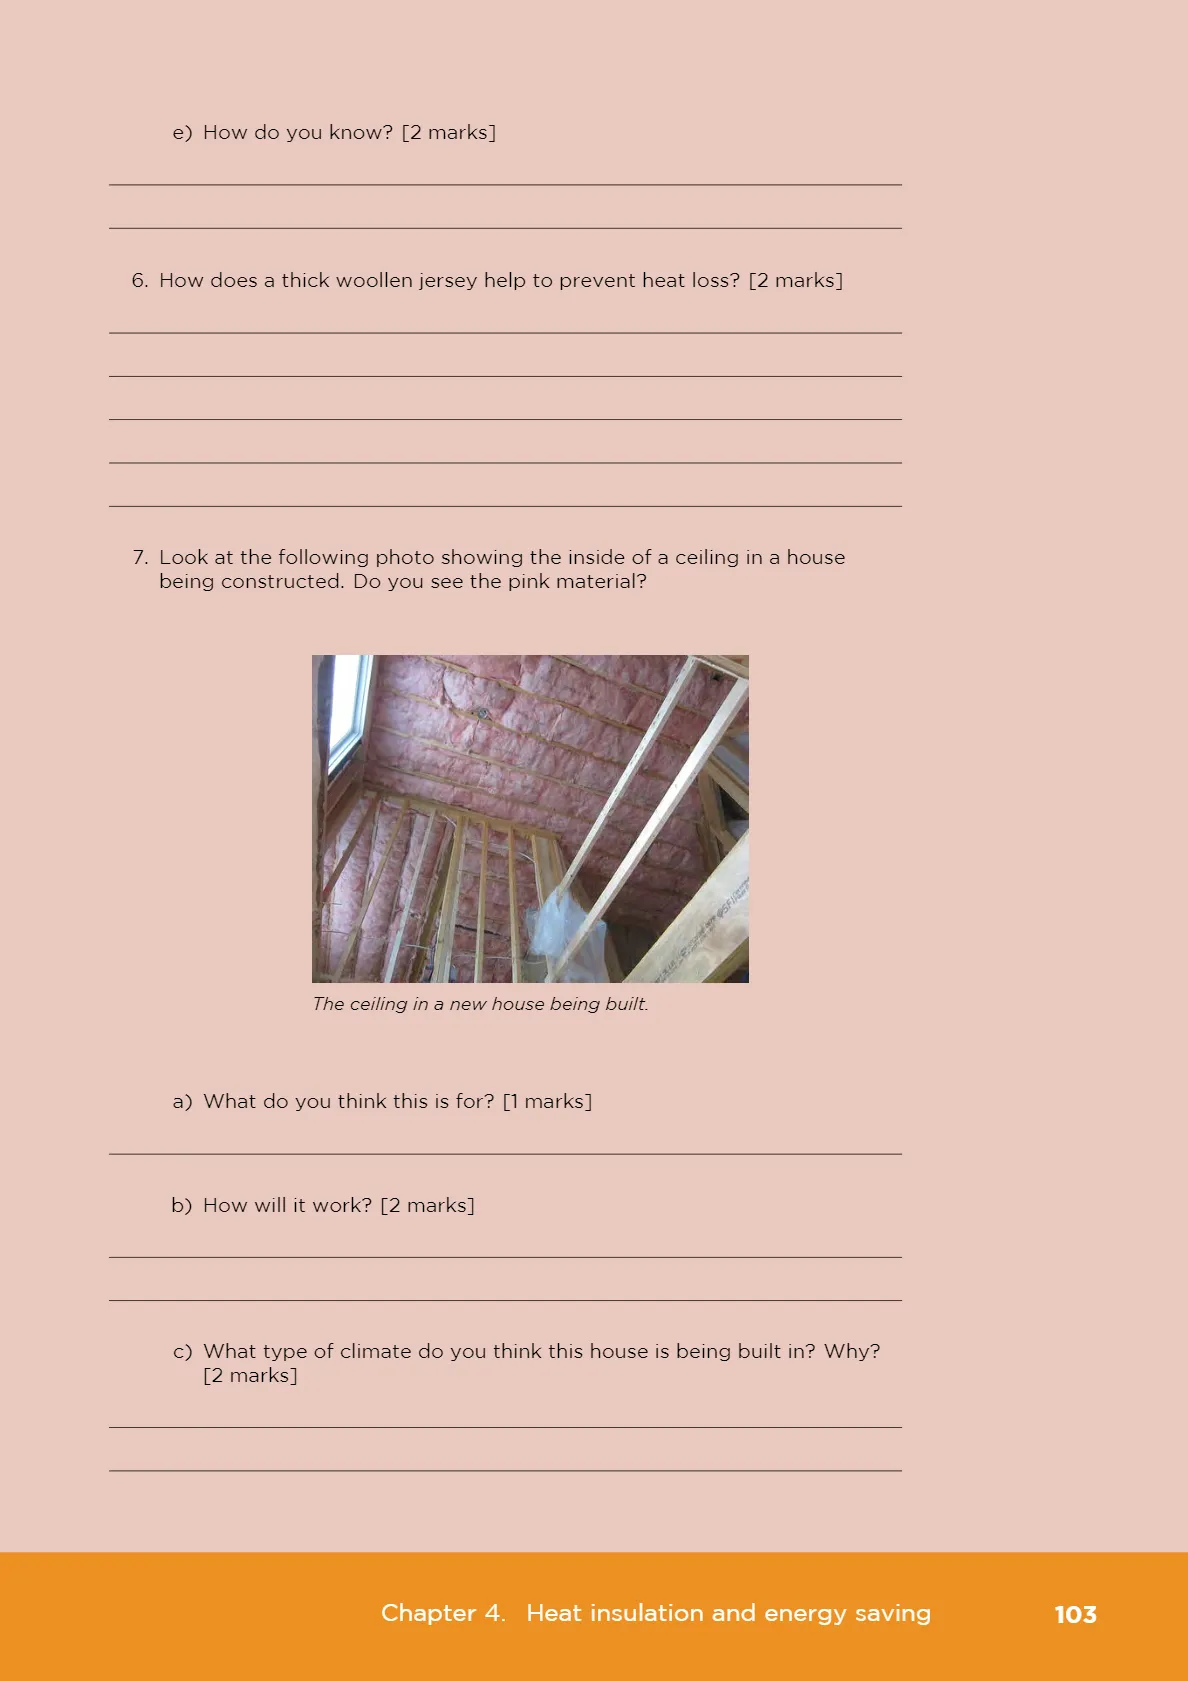 e) How do you know? [2 marks]
6. How does a thick woollen jersey help to prevent heat loss? [2 marks]
7. Look at the following photo showing the inside of a ceiling in a house
being constructed. Do you see the pink material?
The ceiling in a new house being built.
a) What do you think this is for? [1 marks]
b) How will it work? [2 marks]
c) What type of climate do you think this house is being built in? Why?
[2 marks]
Chapter 4. Heat insulation and energy saving 103